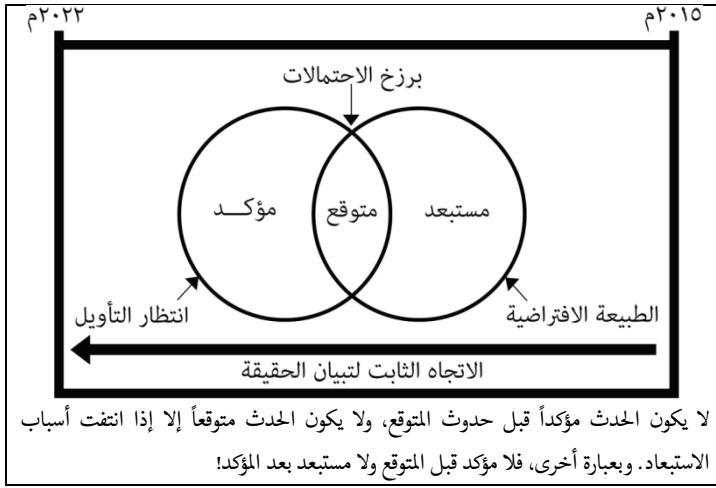 ٢٠١٥م
٢٠٢٢م
برزخ الاحتمالات
مستبعد
متوقع
مؤكــد
الطبيعة الافتراضية
انتظار التأويل
الاتجاه الثابت لتبيان الحقيقة
لا يكون الحدث مؤكداً قبل حدوث المتوقع، ولا يكون الحدث متوقعاً إلا إذا انتفت أسباب
الاستبعاد. وبعبارة أخرى، فلا مؤكد قبل المتوقع ولا مستبعد بعد المؤكد!